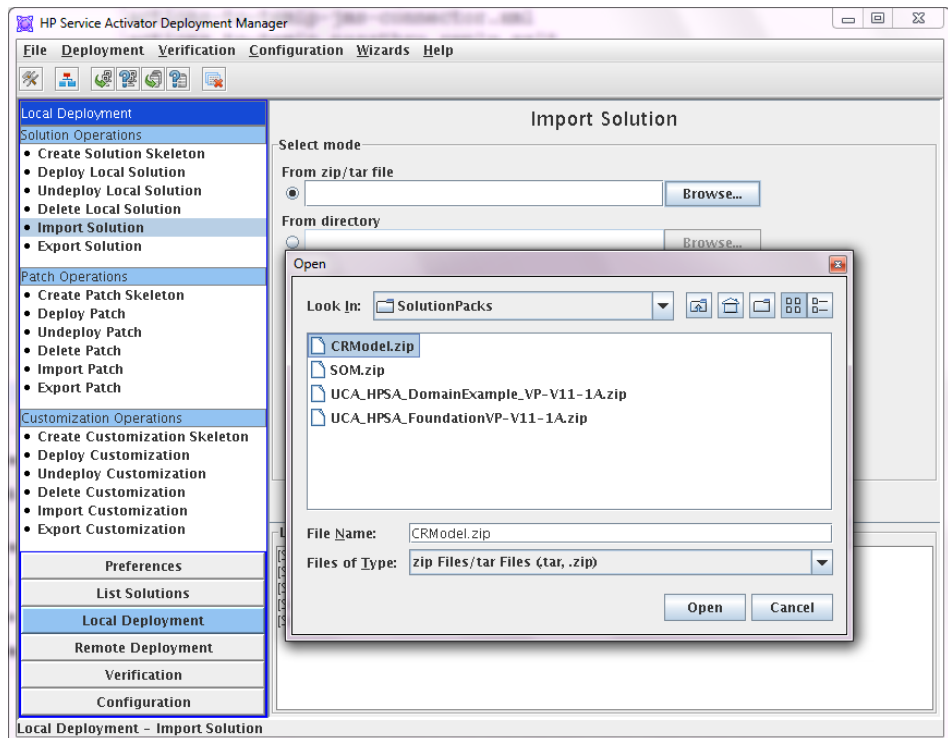 HP Service Activator Deployment Manager
File Deployment Verification Configuration Wizards Help
Local Deployment
Solution Operations
• Create Solution Skeleton
• Deploy Local Solution
• Undeploy Local Solution
• Delete Local Solution
• Import Solution
• Export Solution
Patch Operations
• Create Patch Skeleton
• Deploy Patch
• Undeploy Patch
• Delete Patch
• Import Patch
• Export Patch
Customization Operations
• Create Customization Skeleton
• Deploy Customization
• Undeploy Customization
• Delete Customization
• Import Customization
• Export Customization
Preferences
List Solutions
Local Deployment
Remote Deployment
Verification
Configuration
Import Solution
Select mode
From zip/tar file
Browse...
From directory
Browse...
Open
Look In: SolutionPacks
CRModel.zip
SOM.zip
UCA_HPSA_DomainExample_VP-V11-1A.zip
UCA_HPSA_FoundationVP-V11-1A.zip
File Name: CRModel.zip
Files of Type: zip Files/tar Files (.tar, .zip)
Open Cancel
Local Deployment - Import Solution